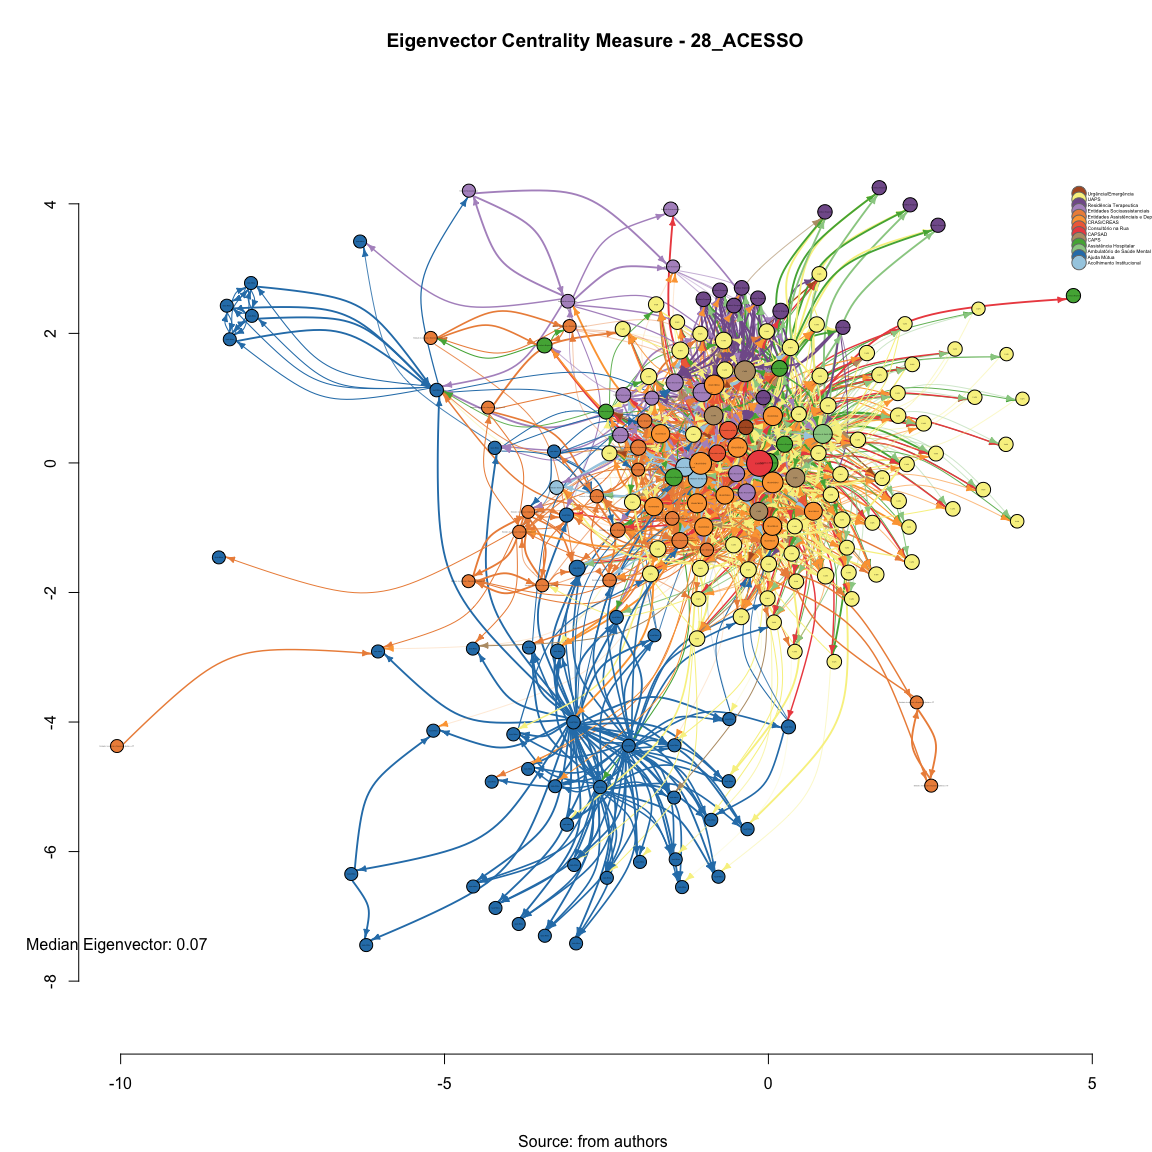 Eigenvector Centrality Measure - 28_ACESSO
Urgência/Emergência
UAPS
Residência Terapeutica
Entidades Socioassistenciais
Entidades Assistênciais e Dep
CRAS/CREAS
Consultório na Rua
CAPSAD
CAPS
Assistência Hospitalar
Ambulatório de Saúde Mental
Ajuda Mútua
Acolhimento Institucional
4
2
0
-2
-4
-6
-8
Median Eigenvector: 0.07
-10
-5
0
5
Source: from authors